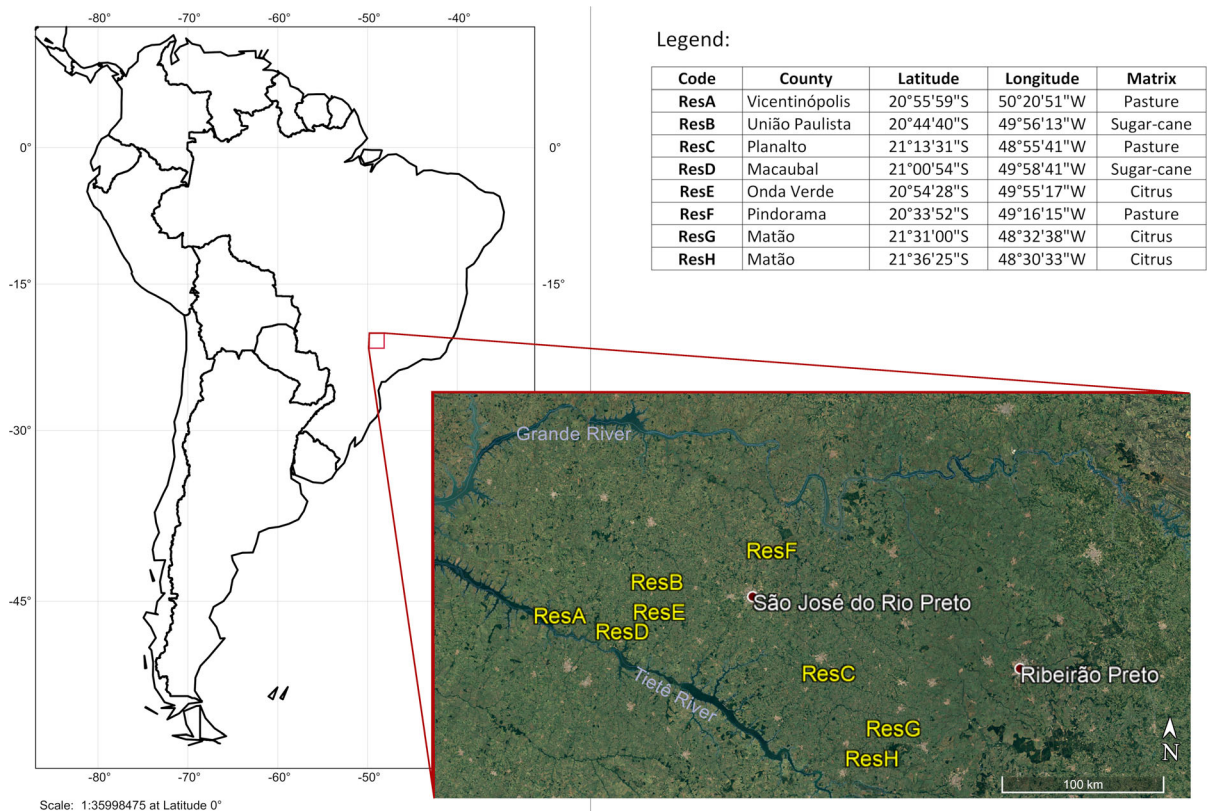 -80° -70° -60° -50° -40°
0° 0°
-15° -15°
-30°
-45°
-80° -70° -60° -50° -40°
Scale: 1:35998475 at Latitude 0°
Legend:
Code County Latitude Longitude Matrix
ResA Vicentinópolis 20°55'59"S 50°20'51"W Pasture
ResB União Paulista 20°44'40"S 49°56'13"W Sugar-cane
ResC Planalto 21°13'31"S 48°55'41"W Pasture
ResD Macaubal 21°00'54"S 49°58'41"W Sugar-cane
ResE Onda Verde 20°54'28"S 49°55'17"W Citrus
ResF Pindorama 20°33'52"S 49°16'15"W Pasture
ResG Matão 21°31'00"S 48°32'38"W Citrus
ResH Matão 21°36'25"S 48°30'33"W Citrus
Grande River
ResF
ResB
São José do Rio Preto
ResA ResE
ResD
ResC
Ribeirão Preto
Tietê River
ResG
ResH
N
100 km